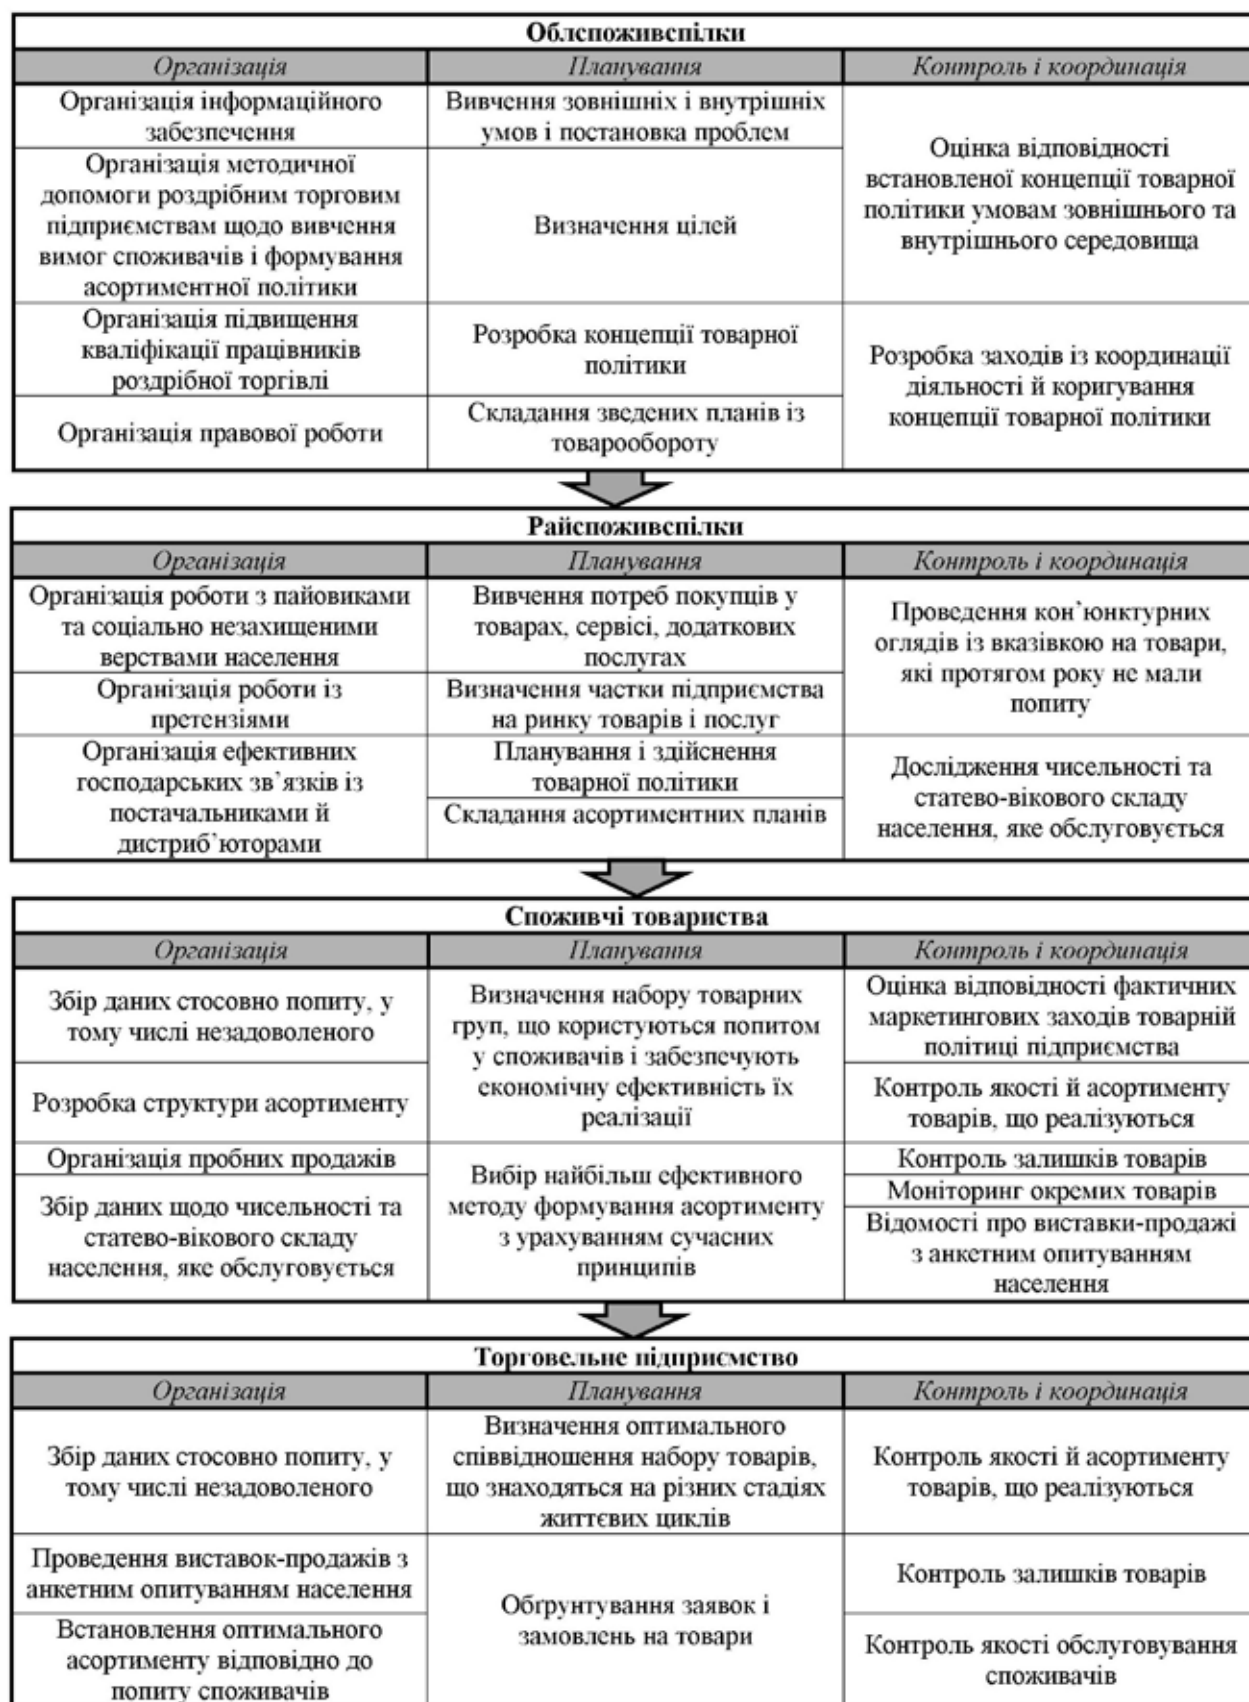 Облспоживспілки
Організація
Планування
Контроль і координація
Організація інформаційного
забезпечення
Вивчення зовнішніх і внутрішніх
умов і постановка проблем
Оцінка відповідності
встановленої концепції товарної
політики умовам зовнішнього та
внутрішнього середовища
Організація методичної
допомоги роздрібним торговим
підприємствам щодо вивчення
вимог споживачів і формування
асортиментної політики
Визначення цілей
Організація підвищення
кваліфікації працівників
роздрібної торгівлі
Розробка концепції товарної
політики
Розробка заходів із координації
діяльності й коригування
концепції товарної політики
Організація правової роботи
Складання зведених планів із
товарообороту
Райспоживспілки
Організація
Планування
Контроль і координація
Організація роботи з пайовиками
та соціально незахищеними
верствами населення
Вивчення потреб покупців у
товарах, сервісі, додаткових
послугах
Проведення кон’юнктурних
оглядів із вказівкою на товари,
які протягом року не мали
попиту
Організація роботи із
претензіями
Визначення частки підприємства
на ринку товарів і послуг
Організація ефективних
господарських зв’язків із
постачальниками й
дистриб’юторами
Планування і здійснення
товарної політики
Складання асортиментних планів
Дослідження чисельності та
статево-вікового складу
населення, яке обслуговується
Споживчі товариства
Організація
Планування
Контроль і координація
Збір даних стосовно попиту, у
тому числі незадоволеного
Визначення набору товарних
груп, що користуються попитом
у споживачів і забезпечують
економічну ефективність їх
реалізації
Оцінка відповідності фактичних
маркетингових заходів товарній
політиці підприємства
Розробка структури асортименту
Контроль якості й асортименту
товарів, що реалізуються
Організація пробних продажів
Вибір найбільш ефективного
методу формування асортименту
з урахуванням сучасних
принципів
Контроль залишків товарів
Збір даних щодо чисельності та
статево-вікового складу
населення, яке обслуговується
Моніторинг окремих товарів
Відомості про виставки-продажі
з анкетним опитуванням
населення
Торговельне підприємство
Організація
Планування
Контроль і координація
Збір даних стосовно попиту, у
тому числі незадоволеного
Визначення оптимального
співвідношення набору товарів,
що знаходяться на різних стадіях
життєвих циклів
Контроль якості й асортименту
товарів, що реалізуються
Проведення виставок-продажів з
анкетним опитуванням населення
Обґрунтування заявок і
замовлень на товари
Контроль залишків товарів
Встановлення оптимального
асортименту відповідно до
попиту споживачів
Контроль якості обслуговування
споживачів